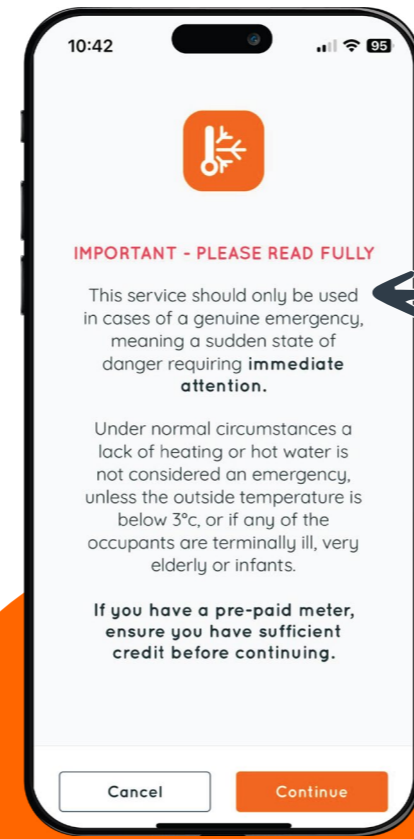 10:42
95
IMPORTANT - PLEASE READ FULLY
This service should only be used
in cases of a genuine emergency,
meaning a sudden state of
danger requiring immediate
attention.
Under normal circumstances a
lack of heating or hot water is
not considered an emergency,
unless the outside temperature is
below 3°c, or if any of the
occupants are terminally ill, very
elderly or infants.
If you have a pre-paid meter,
ensure you have sufficient
credit before continuing.
Cancel
Continue